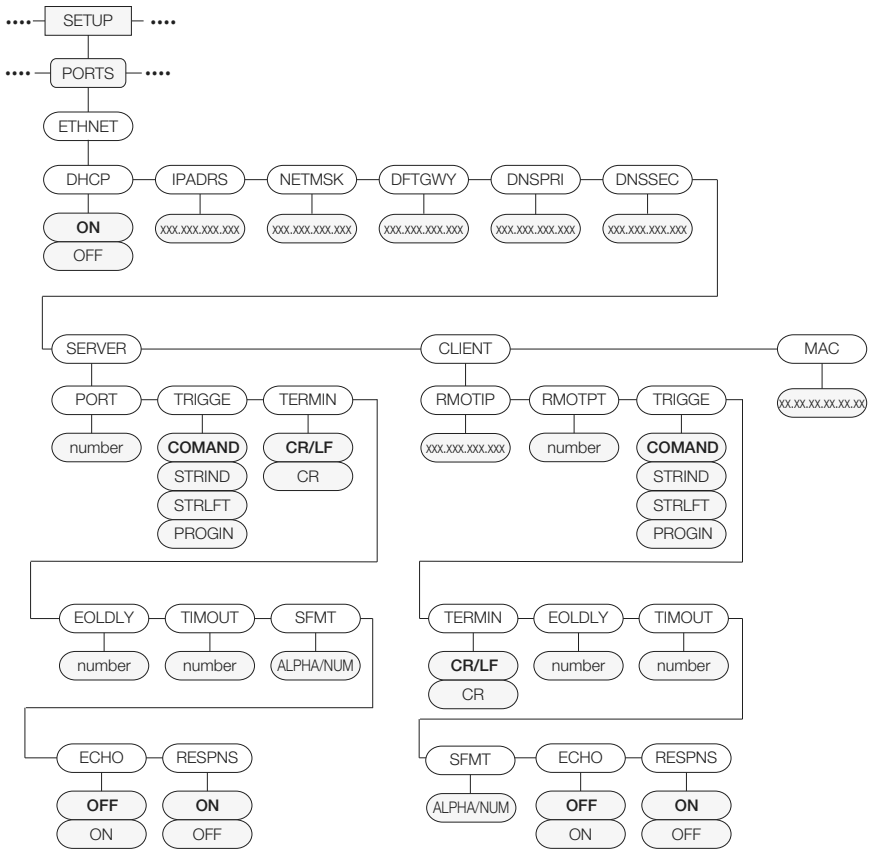 •••• SETUP ••••
•••• PORTS ••••
ETHNET
DHCP IPADRS NETMSK DFTGWY DNSPRI DNSSEC
ON xxx.xxx.xxx.xxx xxx.xxx.xxx.xxx xxx.xxx.xxx.xxx xxx.xxx.xxx.xxx xxx.xxx.xxx.xxx
OFF
SERVER CLIENT MAC
PORT TRIGGE TERMIN RMOTIP RMOTPT TRIGGE xx.xx.xx.xx.xx.xx
number COMAND CR/LF xxx.xxx.xxx.xxx number COMAND
STRIND CR STRIND
STRLFT STRLFT
PROGIN PROGIN
EOLDLY TIMOUT SFMT TERMIN EOLDLY TIMOUT
number number ALPHA/NUM CR/LF number number
CR
ECHO RESPNS SFMT ECHO RESPNS
OFF ON ALPHA/NUM OFF ON
ON OFF ON OFF